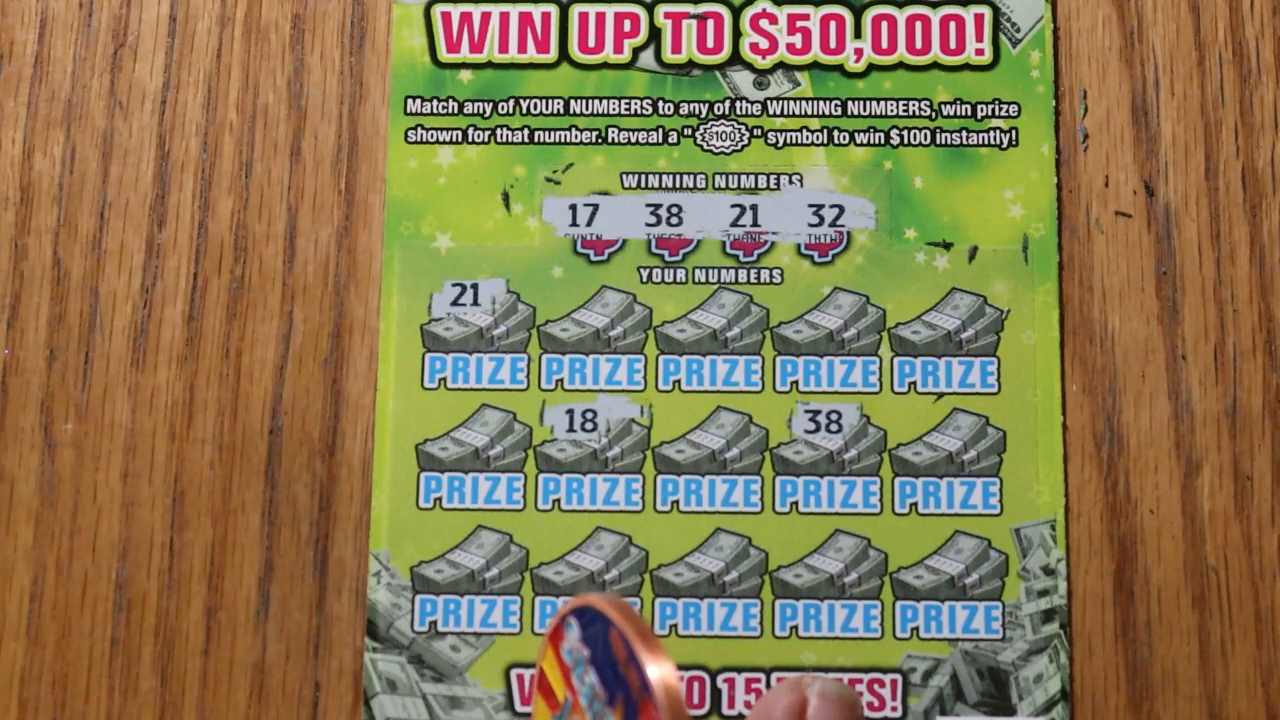 WIN UP TO $50,000!
Match any of YOUR NUMBERS to any of the WINNING NUMBERS, win prize
shown for that number. Reveal a "$100" symbol to win $100 instantly!
WINNING NUMBERS
17 38 21 32
YOUR NUMBERS
21
PRIZE PRIZE PRIZE PRIZE PRIZE
18 38
PRIZE PRIZE PRIZE PRIZE PRIZE
PRIZE PRIZE PRIZE PRIZE
TO 15